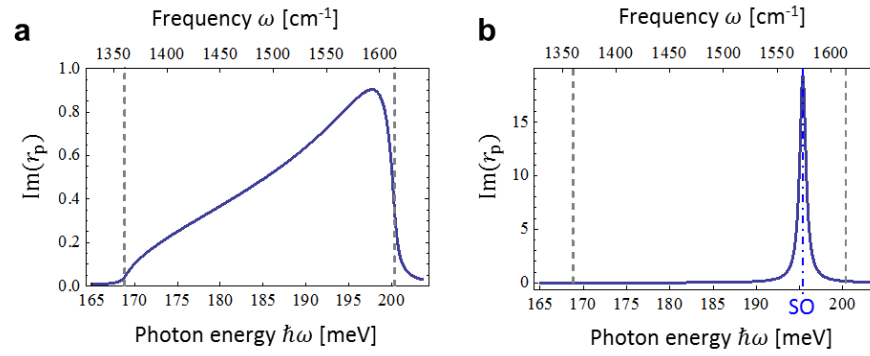 a
Frequency ω [cm⁻¹]
1350 1400 1450 1500 1550 1600
1.0
0.8
0.6
0.4
0.2
0.0
Im(rₚ)
165 170 175 180 185 190 195 200
Photon energy ℏω [meV]
b
Frequency ω [cm⁻¹]
1350 1400 1450 1500 1550 1600
15
10
5
0
Im(rₚ)
165 170 175 180 185 190 195 200
SO
Photon energy ℏω [meV]